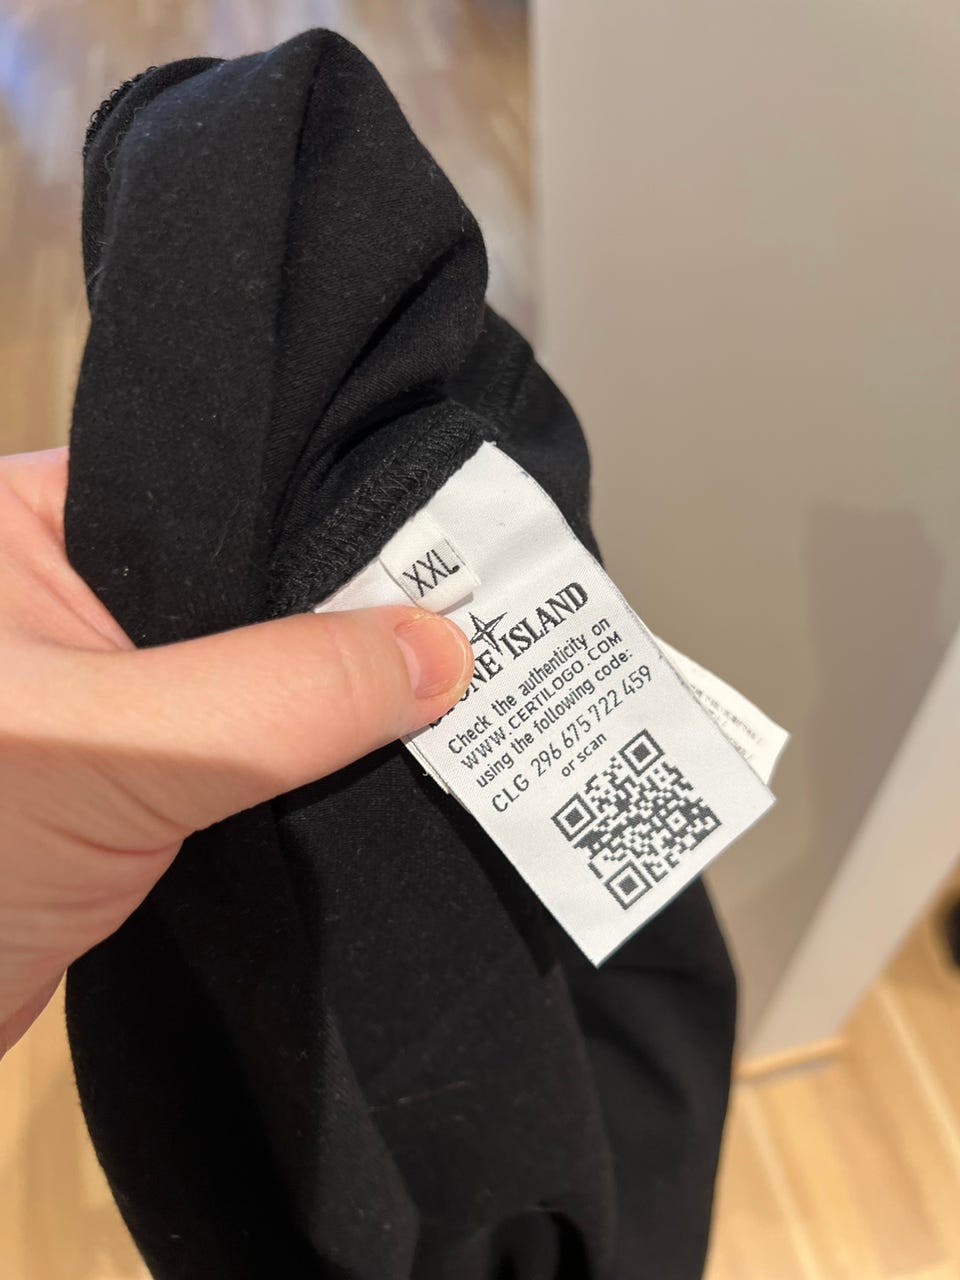 XXL
ISLAND
Check the authenticity on
WWW.CERTILOGO.COM
using the following code:
CLG 296 675 722 459
or scan